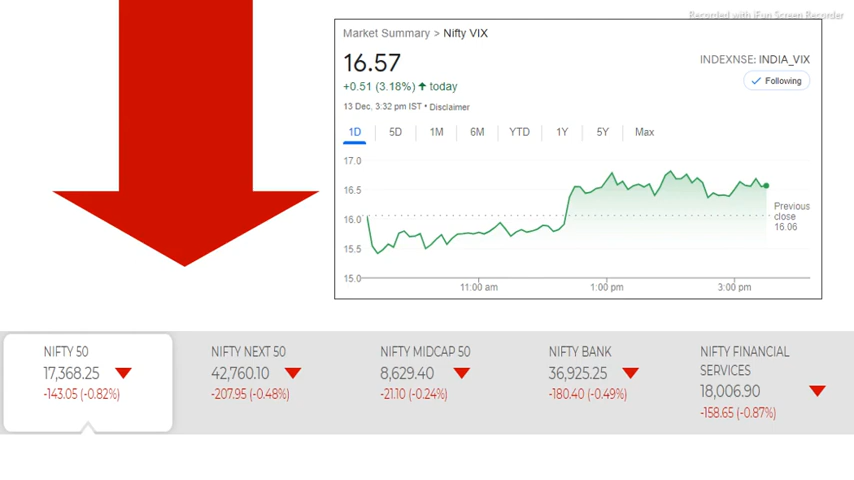 Recorded with iFun Screen Recorder
Market Summary > Nifty VIX
16.57
INDEXNSE: INDIA_VIX
+0.51 (3.18%) ↑ today
✓ Following
13 Dec, 3:32 pm IST • Disclaimer
1D 5D 1M 6M YTD 1Y 5Y Max
17.0
16.5
16.0
15.5
15.0
Previous
close
16.06
11:00 am 1:00 pm 3:00 pm
NIFTY 50
17,368.25
-143.05 (-0.82%)
NIFTY NEXT 50
42,760.10
-207.95 (-0.48%)
NIFTY MIDCAP 50
8,629.40
-21.10 (-0.24%)
NIFTY BANK
36,925.25
-180.40 (-0.49%)
NIFTY FINANCIAL
SERVICES
18,006.90
-158.65 (-0.87%)